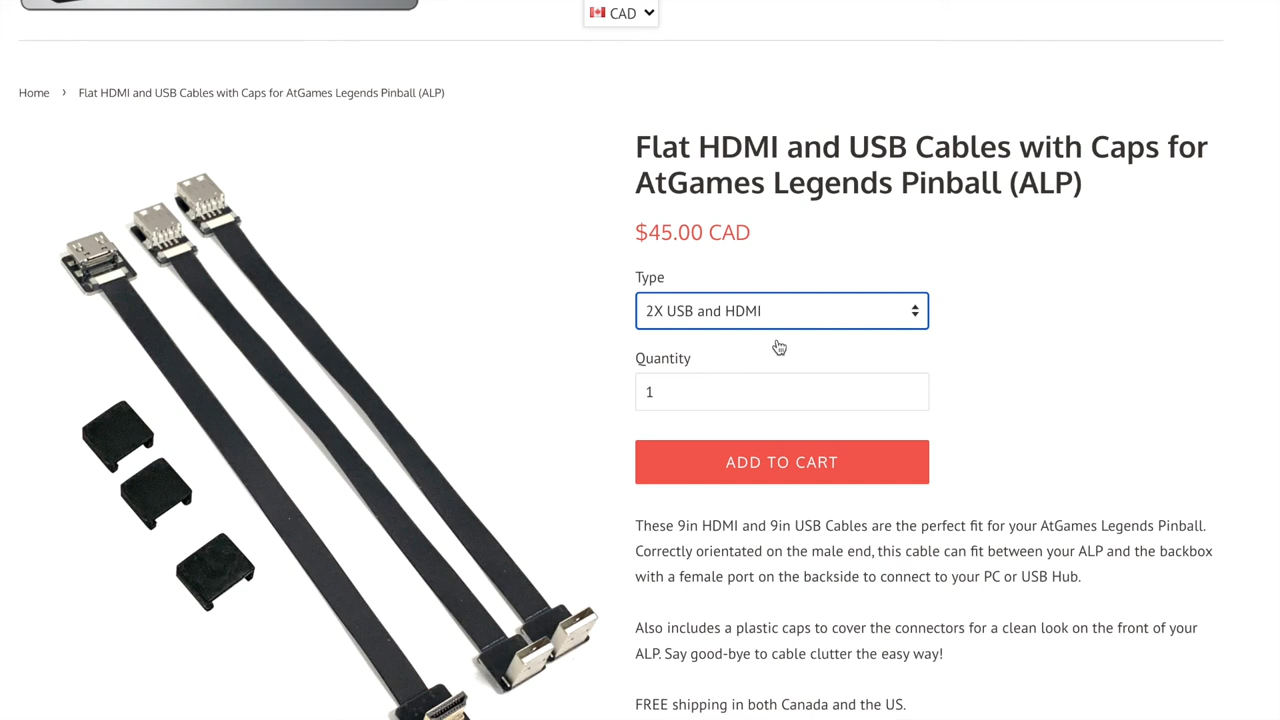 CAD
Home › Flat HDMI and USB Cables with Caps for AtGames Legends Pinball (ALP)
Flat HDMI and USB Cables with Caps for
AtGames Legends Pinball (ALP)
$45.00 CAD
Type
2X USB and HDMI
Quantity
1
ADD TO CART
These 9in HDMI and 9in USB Cables are the perfect fit for your AtGames Legends Pinball.
Correctly orientated on the male end, this cable can fit between your ALP and the backbox
with a female port on the backside to connect to your PC or USB Hub.
Also includes a plastic caps to cover the connectors for a clean look on the front of your
ALP. Say good-bye to cable clutter the easy way!
FREE shipping in both Canada and the US.